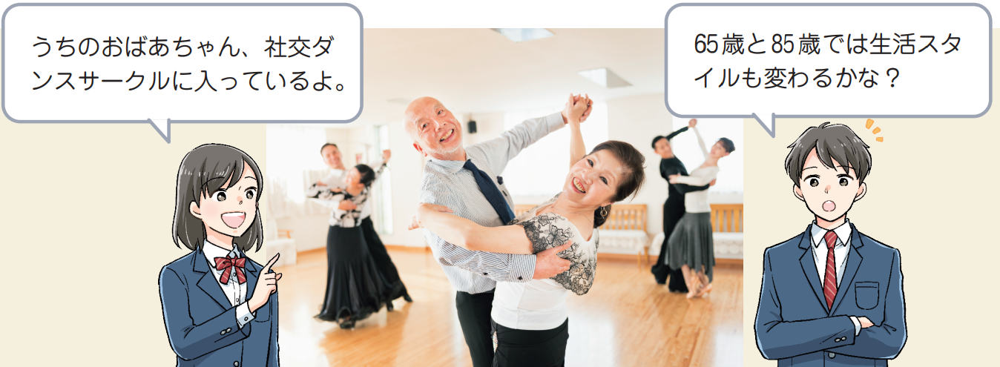 うちのおばあちゃん、社交ダ
ンスサークルに入っているよ。
65歳と85歳では生活スタ
イルも変わるかな？